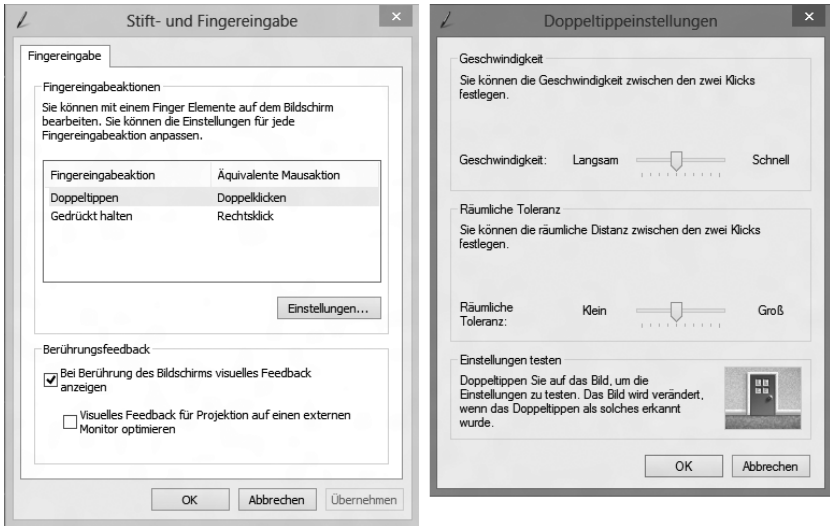 Stift- und Fingereingabe
Fingereingabe
Fingereingabeaktionen
Sie können mit einem Finger Elemente auf dem Bildschirm
bearbeiten. Sie können die Einstellungen für jede
Fingereingabeaktion anpassen.
Fingereingabeaktion Äquivalente Mausaktion
Doppeltippen Doppelklicken
Gedrückt halten Rechtsklick
Einstellungen...
Berührungsfeedback
Bei Berührung des Bildschirms visuelles Feedback
anzeigen
Visuelles Feedback für Projektion auf einen externen
Monitor optimieren
OK Abbrechen Übernehmen
Doppeltippeinstellungen
Geschwindigkeit
Sie können die Geschwindigkeit zwischen den zwei Klicks
festlegen.
Geschwindigkeit: Langsam Schnell
Räumliche Toleranz
Sie können die räumliche Distanz zwischen den zwei Klicks
festlegen.
Räumliche
Toleranz: Klein Groß
Einstellungen testen
Doppeltippen Sie auf das Bild, um die
Einstellungen zu testen. Das Bild wird verändert,
wenn das Doppeltippen als solches erkannt
wurde.
OK Abbrechen